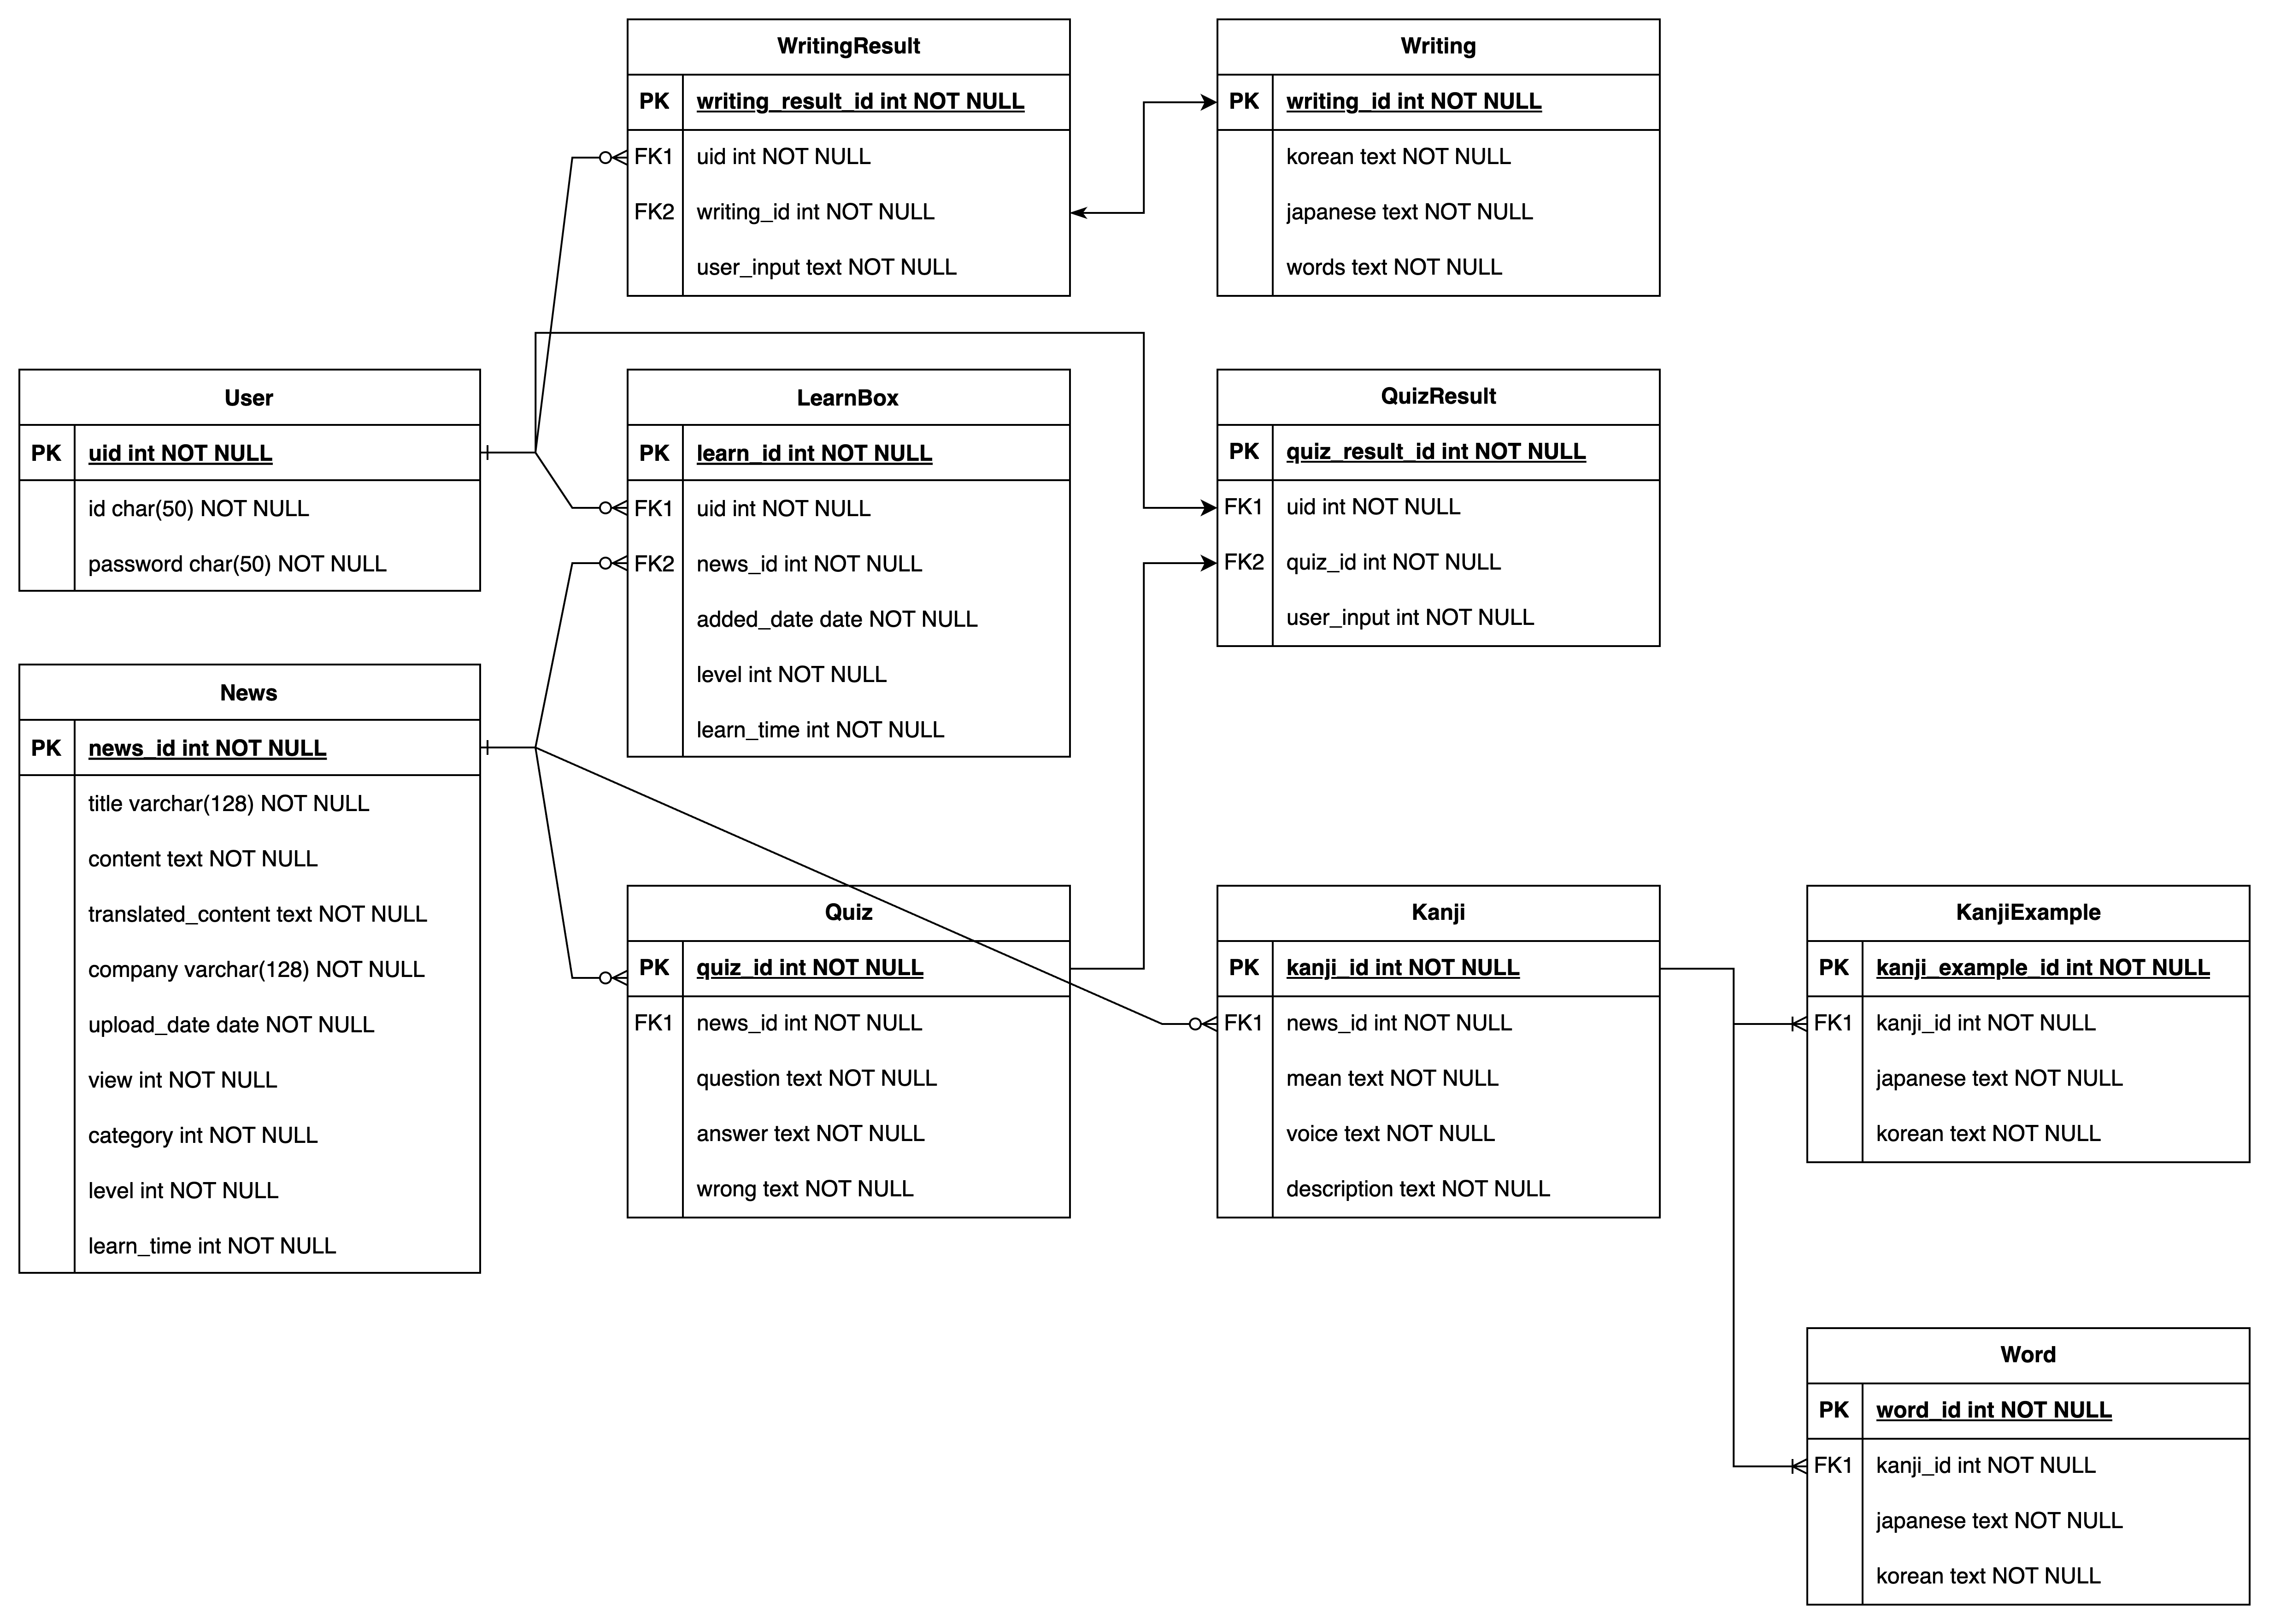 WritingResult
PK writing_result_id int NOT NULL
FK1 uid int NOT NULL
FK2 writing_id int NOT NULL
user_input text NOT NULL
Writing
PK writing_id int NOT NULL
korean text NOT NULL
japanese text NOT NULL
words text NOT NULL
User
PK uid int NOT NULL
id char(50) NOT NULL
password char(50) NOT NULL
LearnBox
PK learn_id int NOT NULL
FK1 uid int NOT NULL
FK2 news_id int NOT NULL
added_date date NOT NULL
level int NOT NULL
learn_time int NOT NULL
QuizResult
PK quiz_result_id int NOT NULL
FK1 uid int NOT NULL
FK2 quiz_id int NOT NULL
user_input int NOT NULL
News
PK news_id int NOT NULL
title varchar(128) NOT NULL
content text NOT NULL
translated_content text NOT NULL
company varchar(128) NOT NULL
upload_date date NOT NULL
view int NOT NULL
category int NOT NULL
level int NOT NULL
learn_time int NOT NULL
Quiz
PK quiz_id int NOT NULL
FK1 news_id int NOT NULL
question text NOT NULL
answer text NOT NULL
wrong text NOT NULL
Kanji
PK kanji_id int NOT NULL
FK1 news_id int NOT NULL
mean text NOT NULL
voice text NOT NULL
description text NOT NULL
KanjiExample
PK kanji_example_id int NOT NULL
FK1 kanji_id int NOT NULL
japanese text NOT NULL
korean text NOT NULL
Word
PK word_id int NOT NULL
FK1 kanji_id int NOT NULL
japanese text NOT NULL
korean text NOT NULL